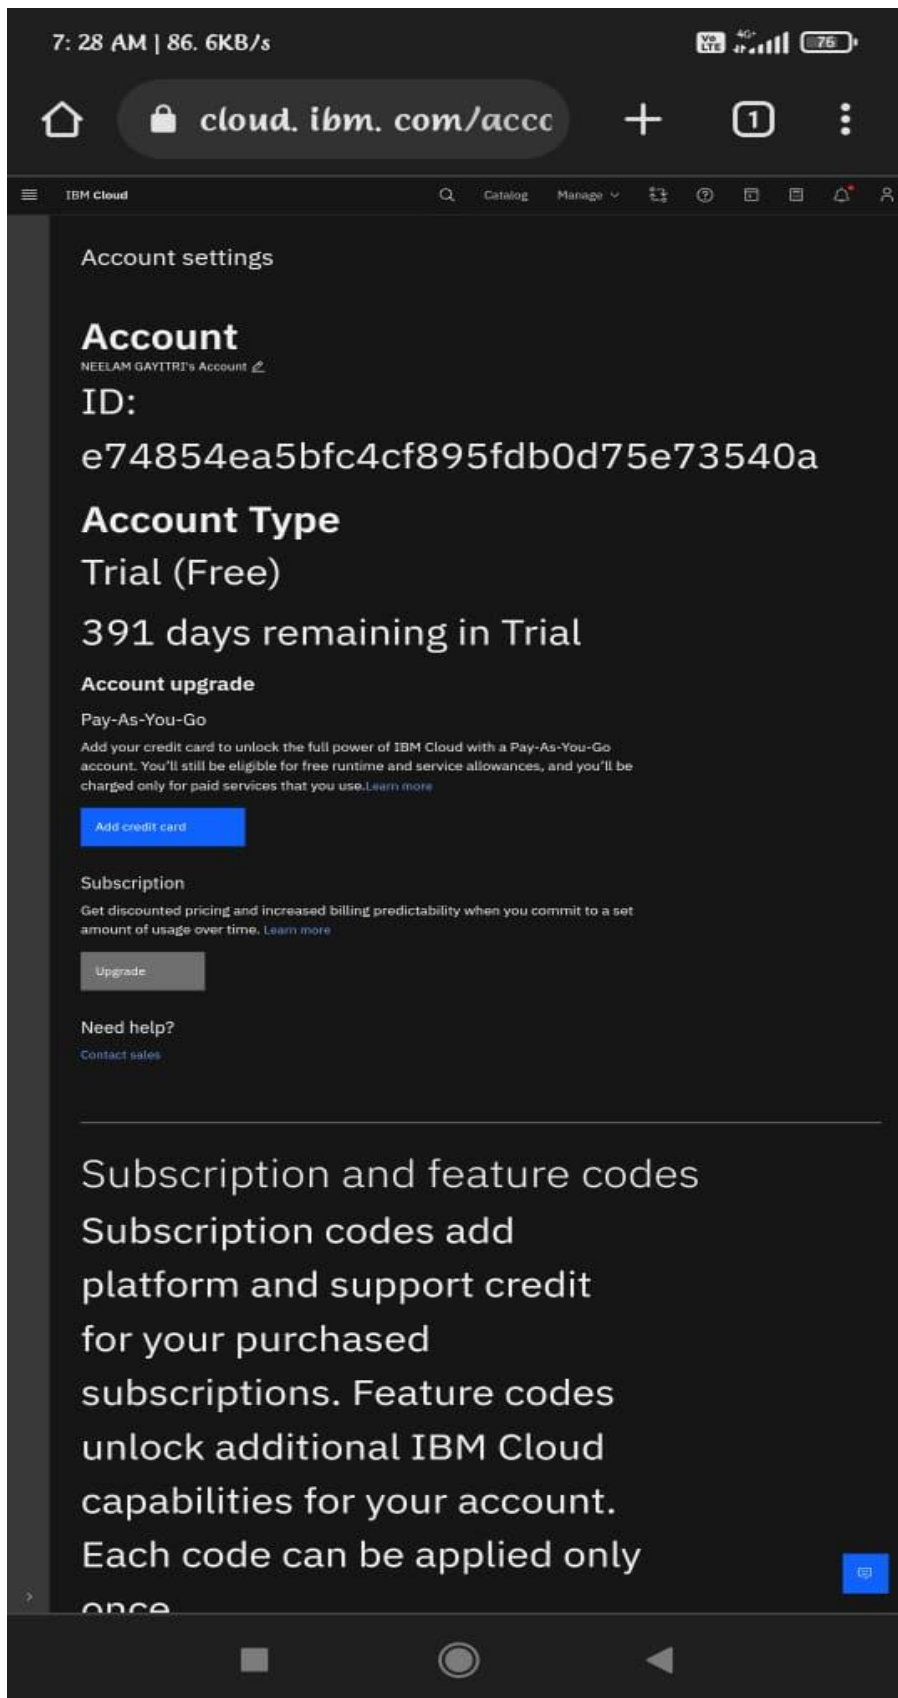 7: 28 AM | 86. 6KB/s
Vo LTE 4G+ 76
cloud. ibm. com/accc
1
IBM Cloud Catalog Manage
Account settings
Account
NEELAM GAYITRI's Account
ID:
e74854ea5bfc4cf895fdb0d75e73540a
Account Type
Trial (Free)
391 days remaining in Trial
Account upgrade
Pay-As-You-Go
Add your credit card to unlock the full power of IBM Cloud with a Pay-As-You-Go
account. You'll still be eligible for free runtime and service allowances, and you'll be
charged only for paid services that you use.Learn more
Add credit card
Subscription
Get discounted pricing and increased billing predictability when you commit to a set
amount of usage over time. Learn more
Upgrade
Need help?
Contact sales
Subscription and feature codes
Subscription codes add
platform and support credit
for your purchased
subscriptions. Feature codes
unlock additional IBM Cloud
capabilities for your account.
Each code can be applied only
once